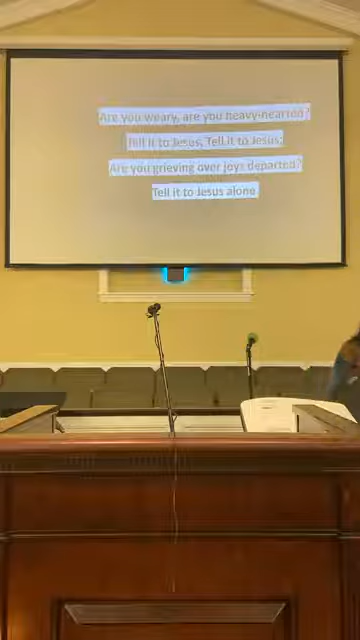 Are you weary, are you heavy-hearted?
Tell it to Jesus, Tell it to Jesus;
Are you grieving over joys departed?
Tell it to Jesus alone